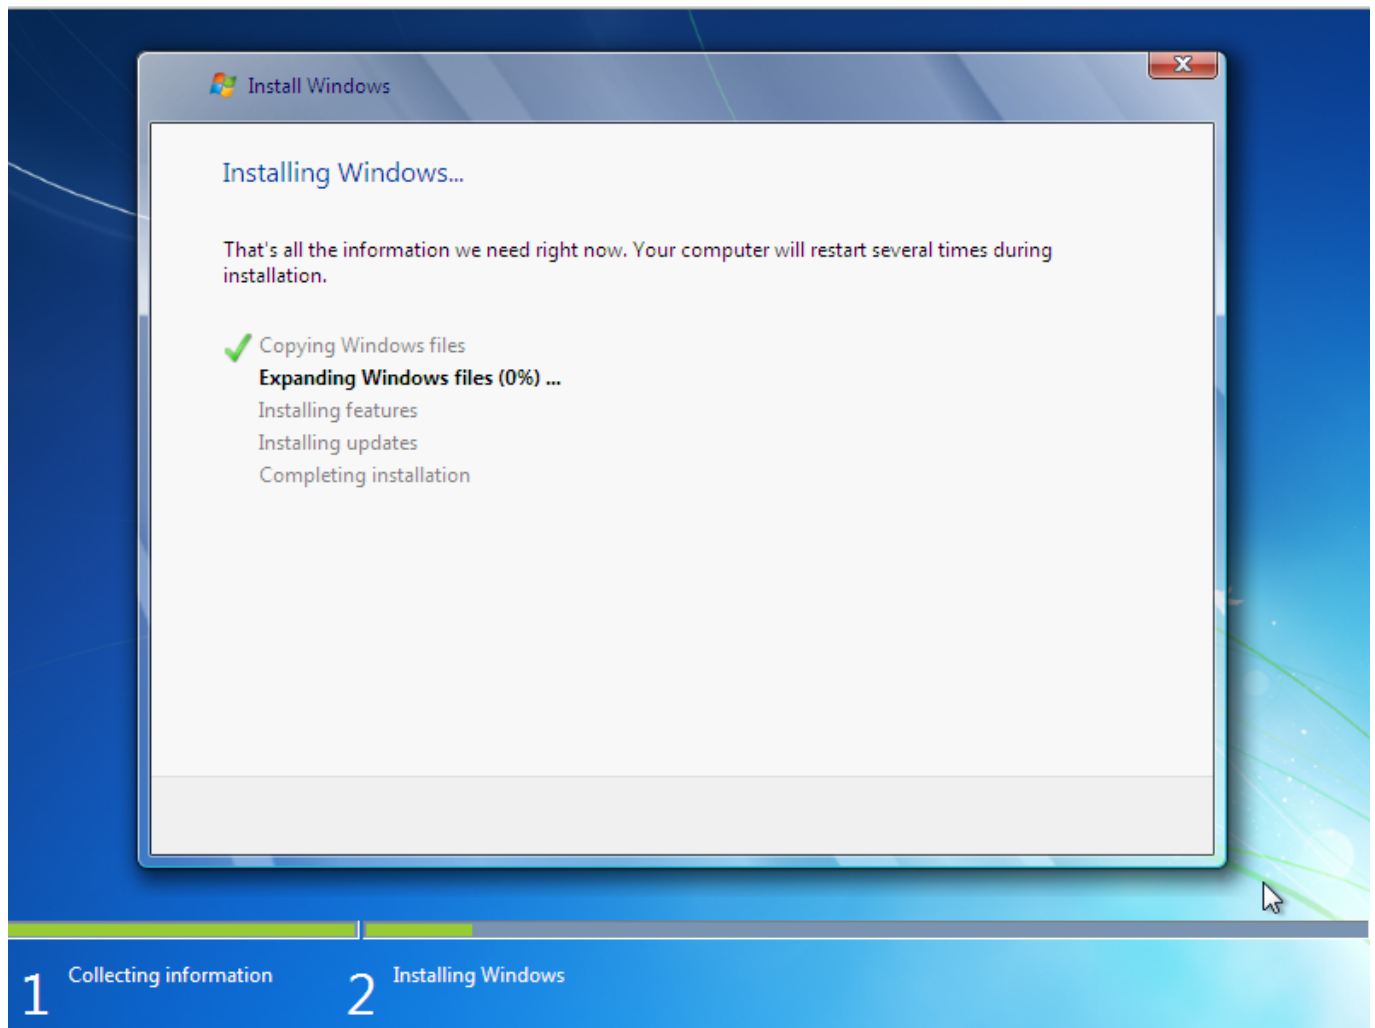 Install Windows
Installing Windows...
That's all the information we need right now. Your computer will restart several times during
installation.
Copying Windows files
Expanding Windows files (0%) ...
Installing features
Installing updates
Completing installation
1 Collecting information 2 Installing Windows